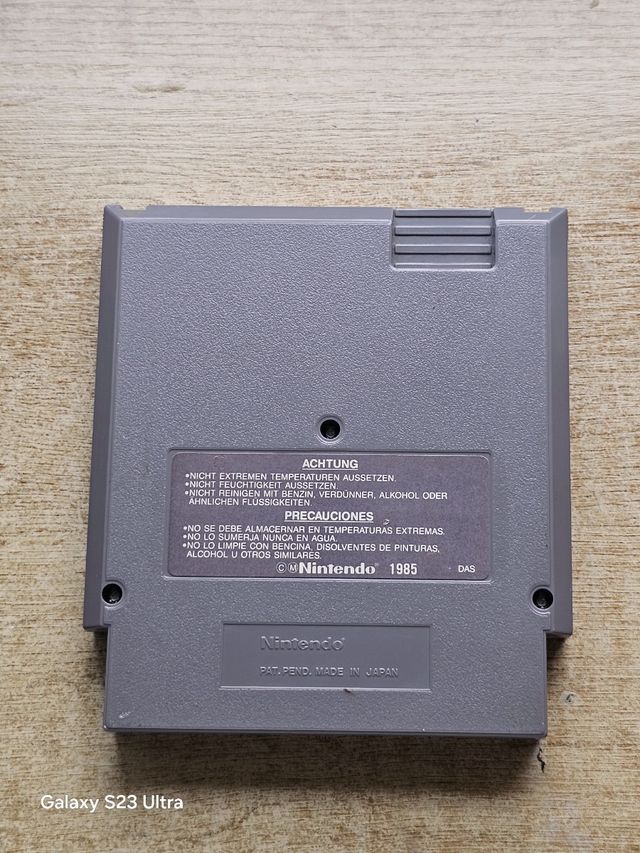 ACHTUNG
•NICHT EXTREMEN TEMPERATUREN AUSSETZEN.
•NICHT FEUCHTIGKEIT AUSSETZEN.
•NICHT REINIGEN MIT BENZIN, VERDÜNNER, ALKOHOL ODER
ÄHNLICHEN FLÜSSIGKEITEN.
PRECAUCIONES
•NO SE DEBE ALMACERNAR EN TEMPERATURAS EXTREMAS.
•NO LO SUMERJA NUNCA EN AGUA.
•NO LO LIMPIE CON BENCINA, DISOLVENTES DE PINTURAS,
ALCOHOL U OTROS SIMILARES.
©Ⓜ Nintendo® 1985 DAS
Nintendo®
PAT. PEND. MADE IN JAPAN
Galaxy S23 Ultra